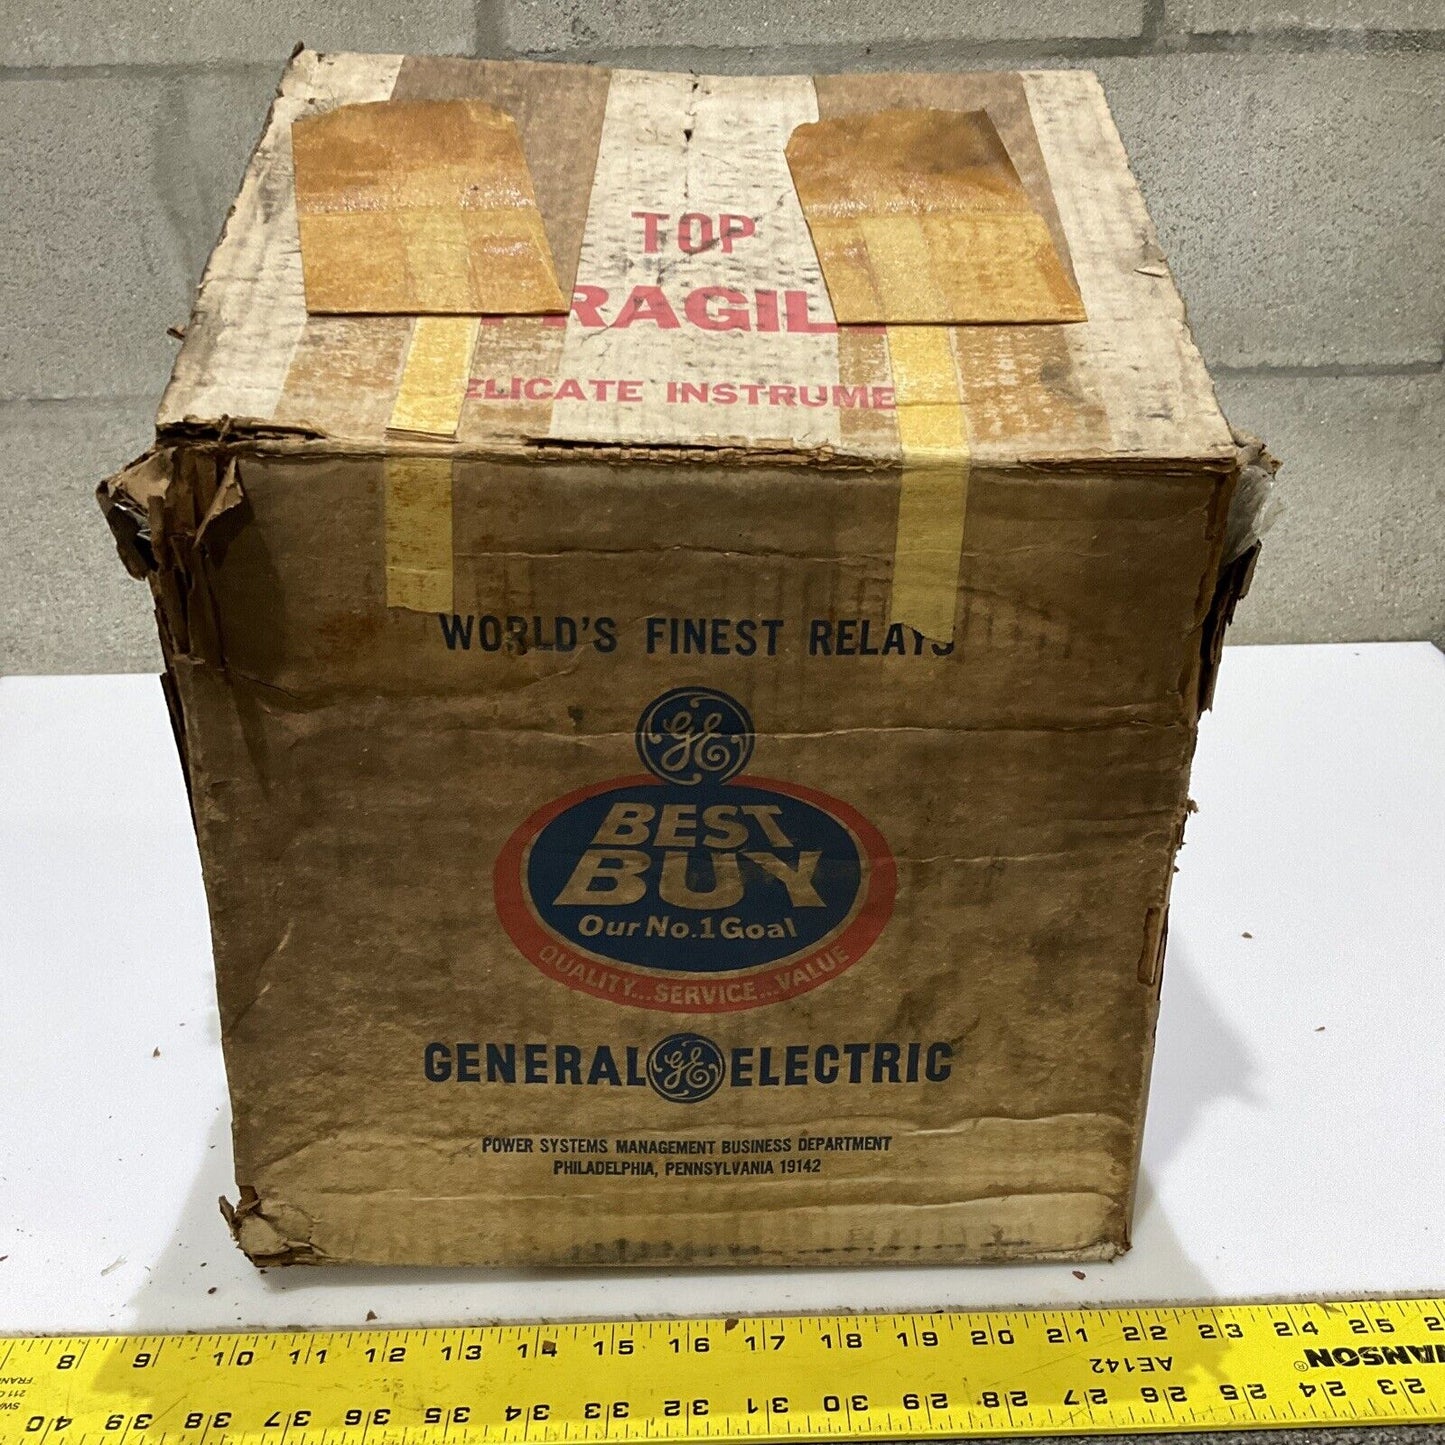 TOP
RAGIL
ELICATE INSTRUME
WORLD'S FINEST RELAYS
GE
BEST
BUY
Our No.1 Goal
QUALITY...SERVICE...VALUE
GENERAL GE ELECTRIC
POWER SYSTEMS MANAGEMENT BUSINESS DEPARTMENT
PHILADELPHIA, PENNSYLVANIA 19142
8 9 10 11 12 13 14 15 16 17 18 19 20 21 22 23 24 25
AE142
ANSON®
40 39 38 37 36 35 34 33 32 31 30 29 28 27 26 25 24 23